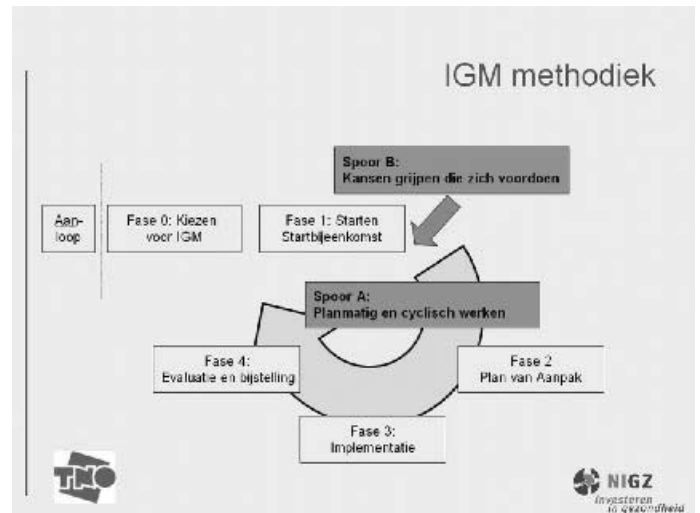 IGM methodiek
Spoor B:
Kansen grijpen die zich voordoen
Aan-
loop
Fase 0: Kiezen
voor IGM
Fase 1: Starten
Startbijeenkomst
Spoor A:
Planmatig en cyclisch werken
Fase 4:
Evaluatie en bijstelling
Fase 2
Plan van Aanpak
Fase 3:
Implementatie
TNO
NIGZ
Investeren
in gezondheid